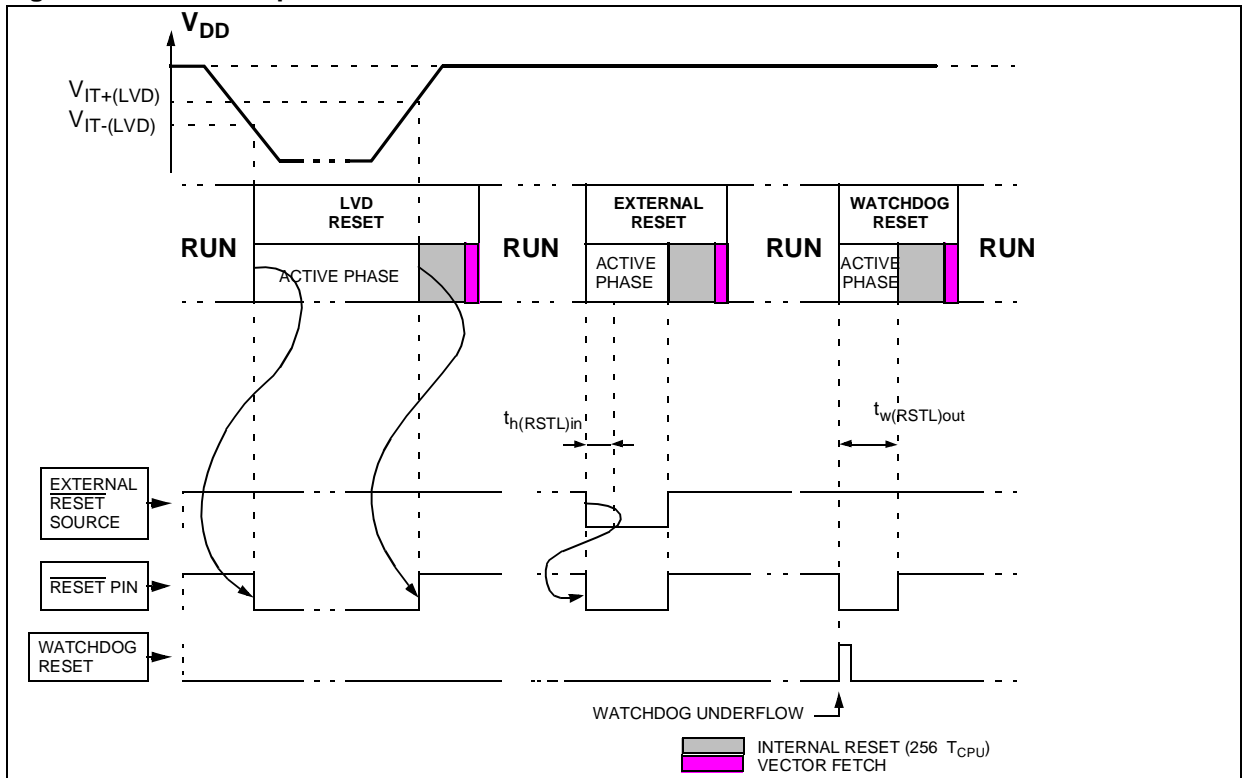 VDD
VIT+(LVD)
VIT-(LVD)
LVD
RESET
EXTERNAL
RESET
WATCHDOG
RESET
RUN
RUN
RUN
RUN
ACTIVE PHASE
ACTIVE
PHASE
ACTIVE
PHASE
th(RSTL)in
tw(RSTL)out
EXTERNAL
RESET
SOURCE
RESET PIN
WATCHDOG
RESET
WATCHDOG UNDERFLOW
INTERNAL RESET (256 TCPU)
VECTOR FETCH